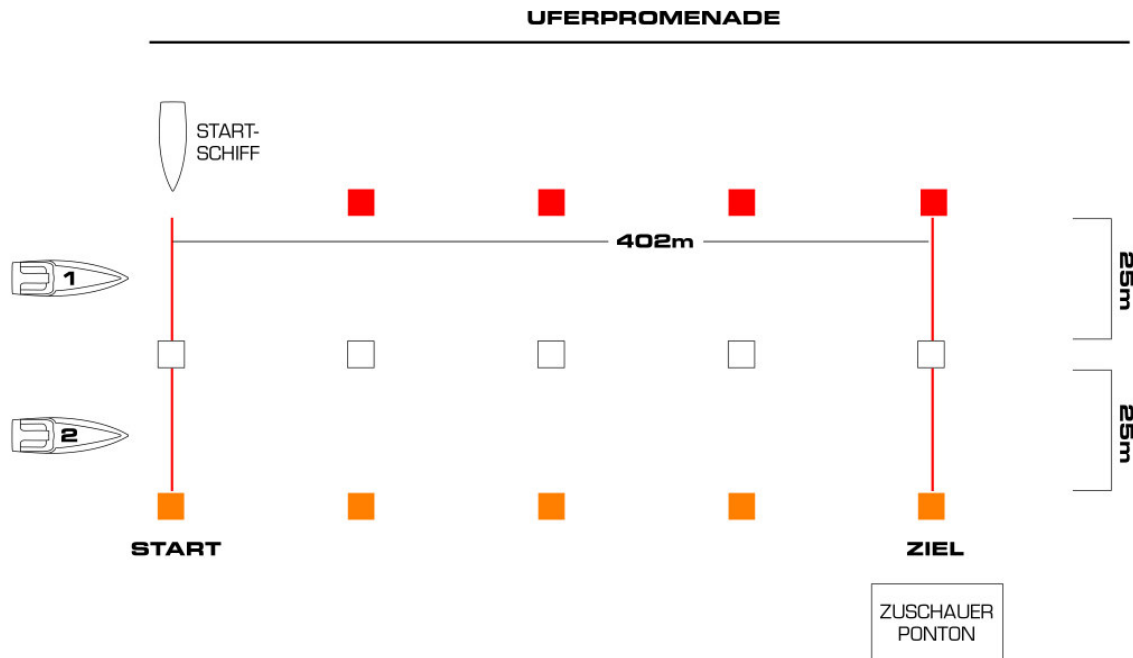 UFERPROMENADE
START-
SCHIFF
402m
1
25m
2
25m
START
ZIEL
ZUSCHAUER
PONTON